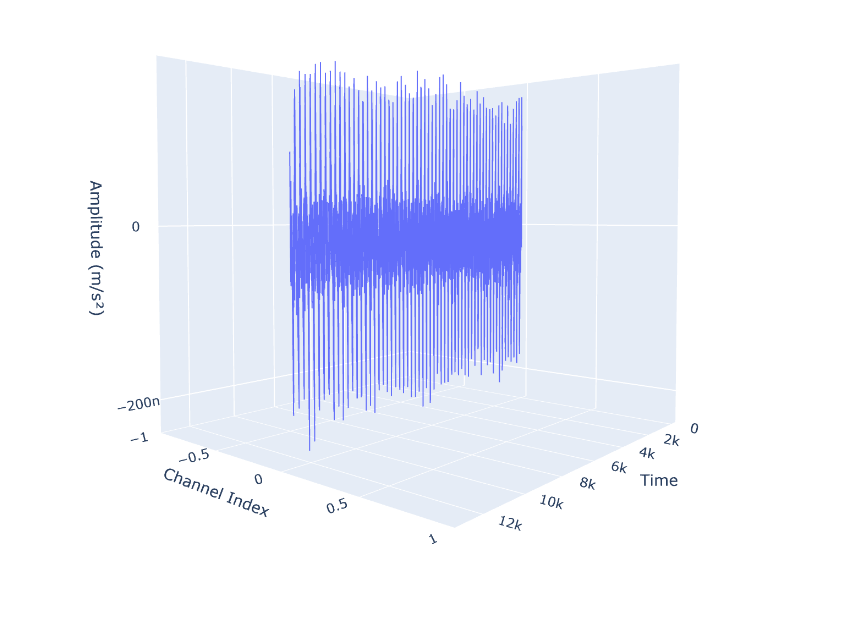 Amplitude (m/s²)
0
−200n
−1
−0.5
0
0.5
1
Channel Index
0
2k
4k
6k
8k
10k
12k
Time